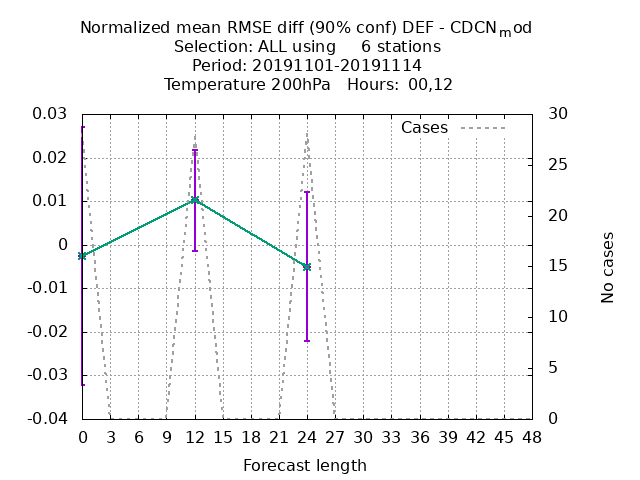 Normalized mean RMSE diff (90% conf) DEF - CDCNmod
Selection: ALL using 6 stations
Period: 20191101-20191114
Temperature 200hPa Hours: 00,12
Cases
0.03
0.02
0.01
0
-0.01
-0.02
-0.03
-0.04
30
25
20
15
10
5
0
No cases
0 3 6 9 12 15 18 21 24 27 30 33 36 39 42 45 48
Forecast length